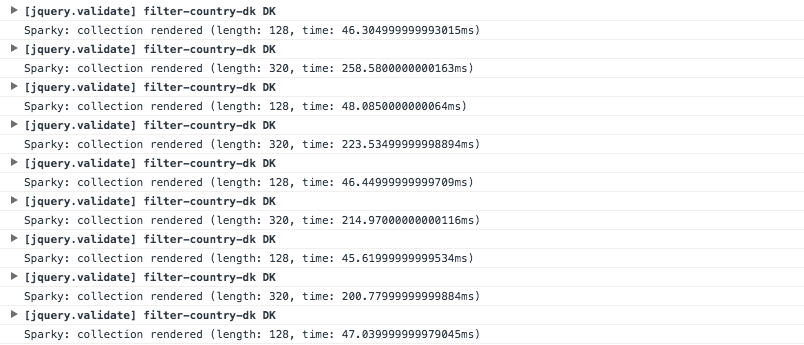 [jquery.validate] filter-country-dk DK
Sparky: collection rendered (length: 128, time: 46.304999999993015ms)
[jquery.validate] filter-country-dk DK
Sparky: collection rendered (length: 320, time: 258.5800000000163ms)
[jquery.validate] filter-country-dk DK
Sparky: collection rendered (length: 128, time: 48.0850000000064ms)
[jquery.validate] filter-country-dk DK
Sparky: collection rendered (length: 320, time: 223.53499999998894ms)
[jquery.validate] filter-country-dk DK
Sparky: collection rendered (length: 128, time: 46.44999999999709ms)
[jquery.validate] filter-country-dk DK
Sparky: collection rendered (length: 320, time: 214.97000000000116ms)
[jquery.validate] filter-country-dk DK
Sparky: collection rendered (length: 128, time: 45.61999999999534ms)
[jquery.validate] filter-country-dk DK
Sparky: collection rendered (length: 320, time: 200.77999999999884ms)
[jquery.validate] filter-country-dk DK
Sparky: collection rendered (length: 128, time: 47.039999999979045ms)